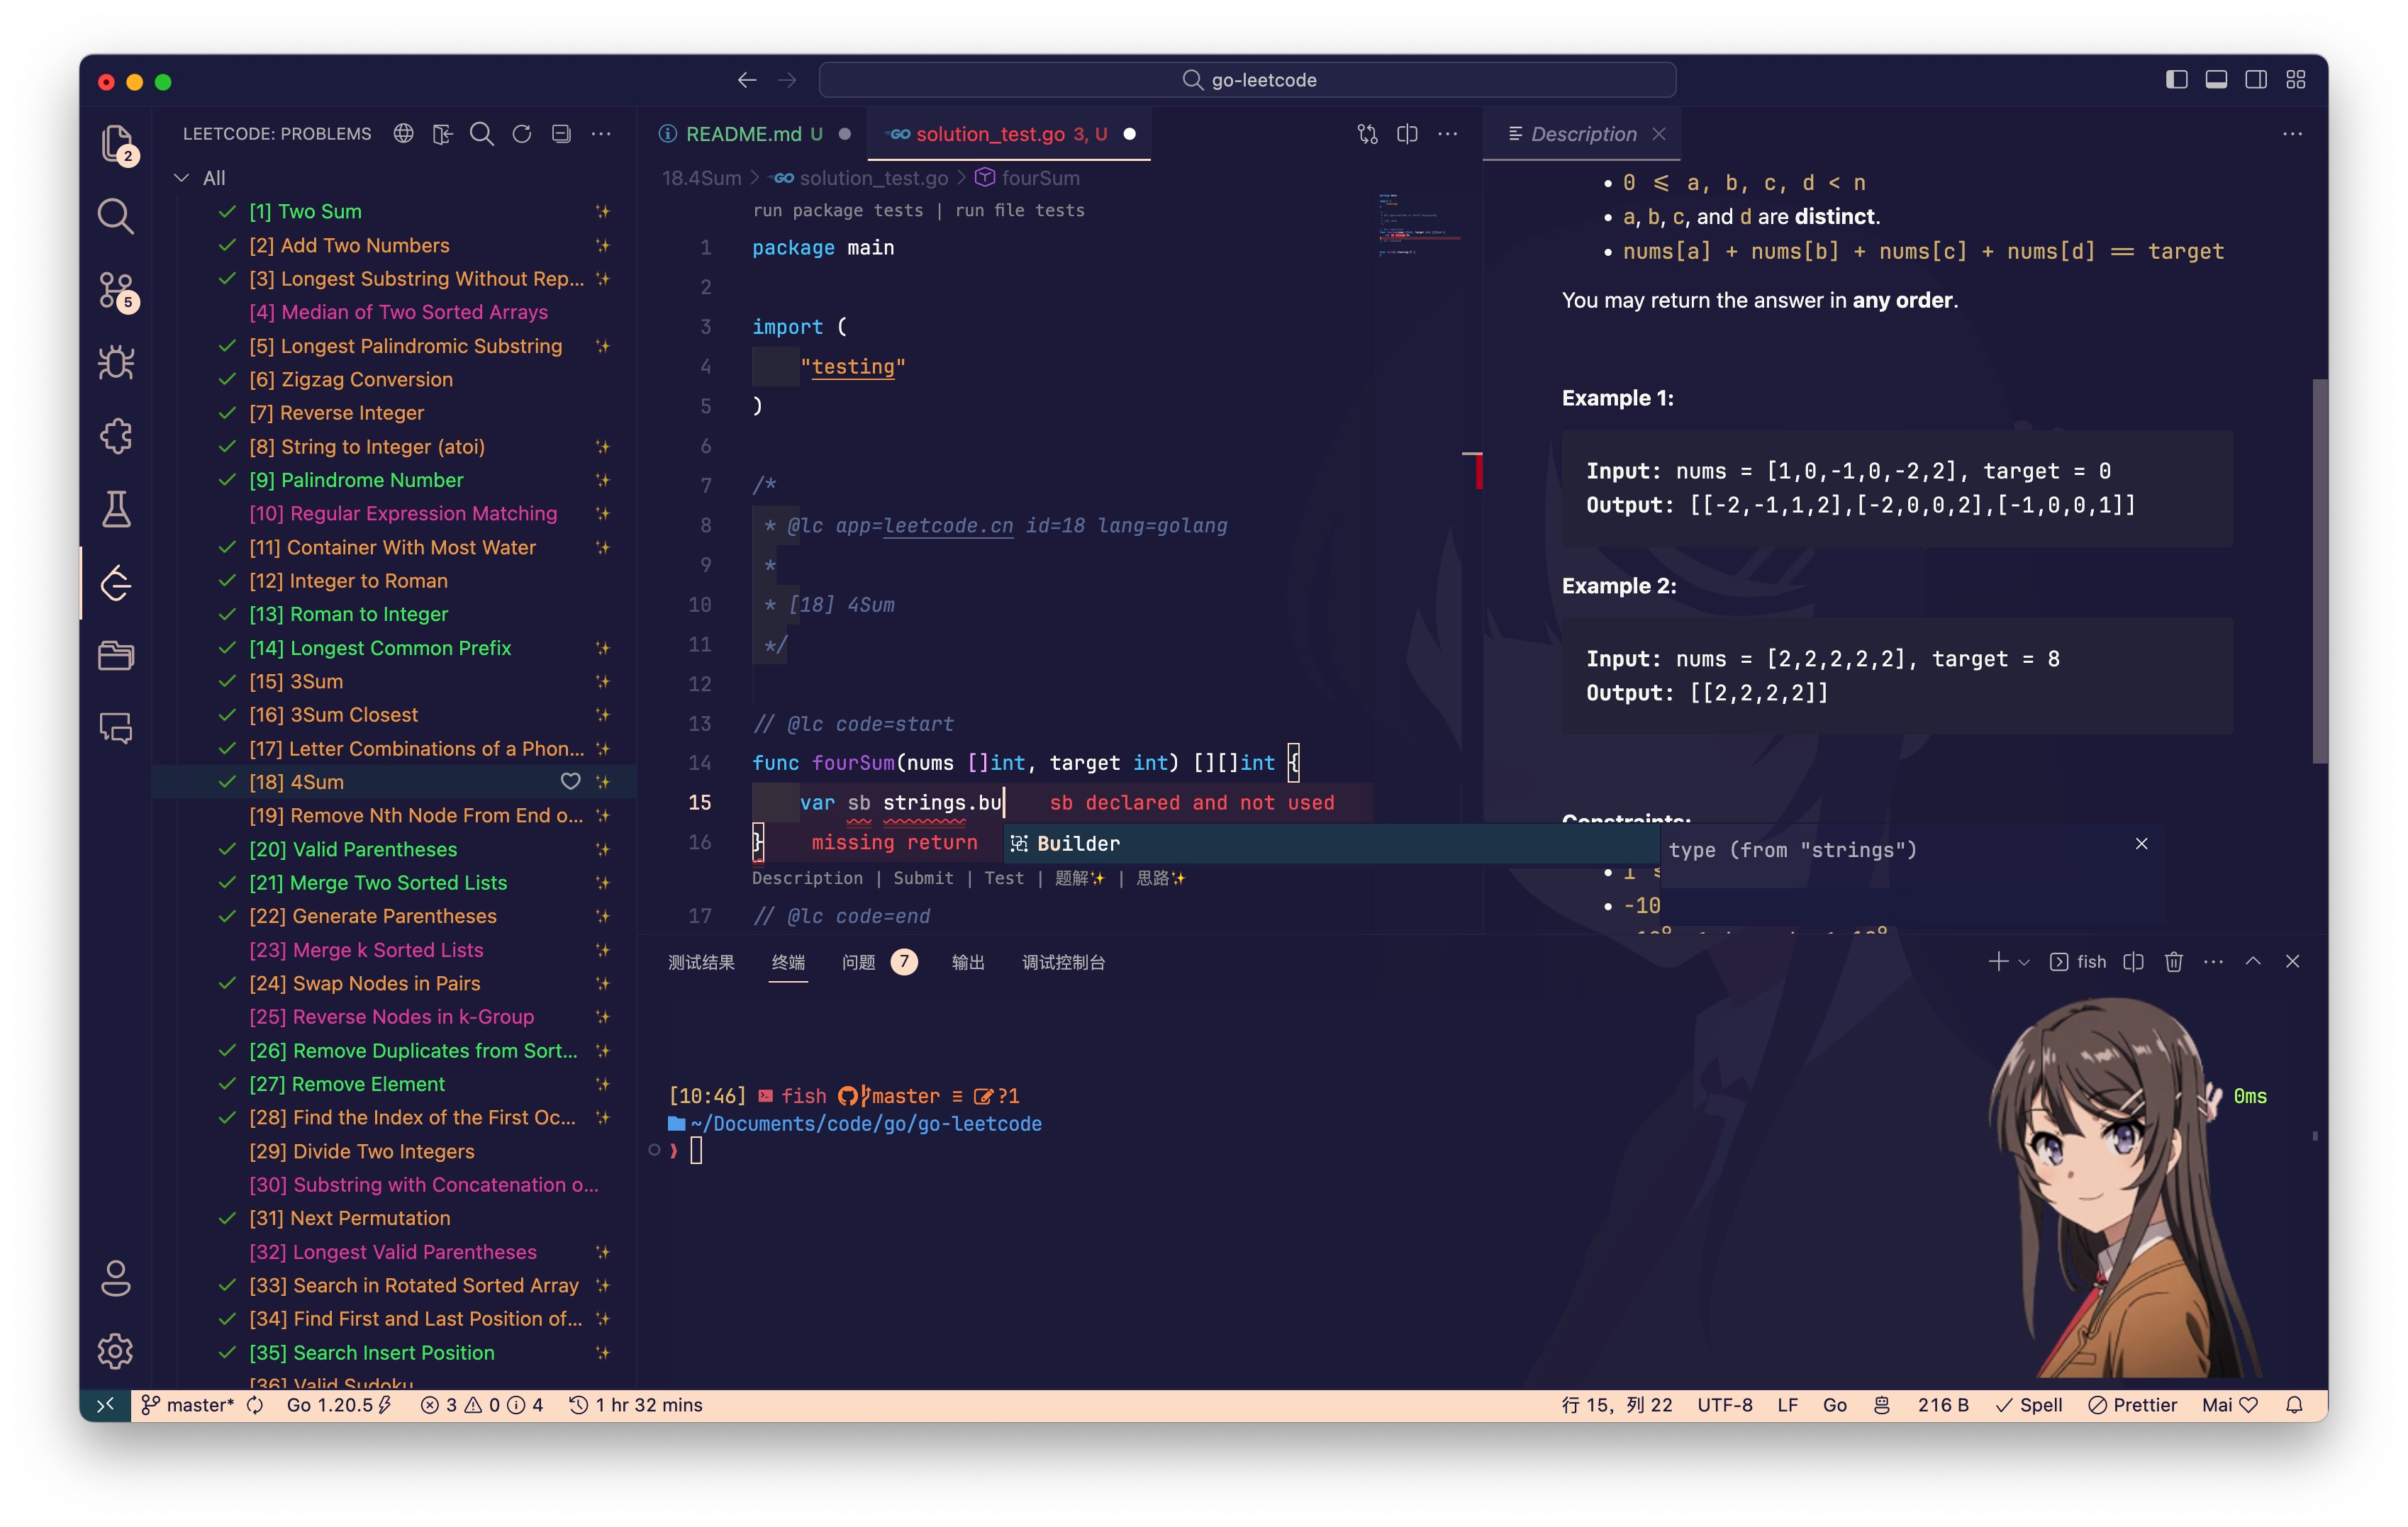 go-leetcode
LEETCODE: PROBLEMS
All
[1] Two Sum
[2] Add Two Numbers
[3] Longest Substring Without Rep...
[4] Median of Two Sorted Arrays
[5] Longest Palindromic Substring
[6] Zigzag Conversion
[7] Reverse Integer
[8] String to Integer (atoi)
[9] Palindrome Number
[10] Regular Expression Matching
[11] Container With Most Water
[12] Integer to Roman
[13] Roman to Integer
[14] Longest Common Prefix
[15] 3Sum
[16] 3Sum Closest
[17] Letter Combinations of a Phon...
[18] 4Sum
[19] Remove Nth Node From End o...
[20] Valid Parentheses
[21] Merge Two Sorted Lists
[22] Generate Parentheses
[23] Merge k Sorted Lists
[24] Swap Nodes in Pairs
[25] Reverse Nodes in k-Group
[26] Remove Duplicates from Sort...
[27] Remove Element
[28] Find the Index of the First Oc...
[29] Divide Two Integers
[30] Substring with Concatenation o...
[31] Next Permutation
[32] Longest Valid Parentheses
[33] Search in Rotated Sorted Array
[34] Find First and Last Position of...
[35] Search Insert Position
[36] Valid Sudoku
2
5
README.md U
GO solution_test.go 3, U
18.4Sum > GO solution_test.go > fourSum
run package tests | run file tests
1 package main
2
3 import (
4 "testing"
5 )
6
7 /*
8 * @lc app=leetcode.cn id=18 lang=golang
9 *
10 * [18] 4Sum
11 */
12
13 // @lc code=start
14 func fourSum(nums []int, target int) [][]int {
15 var sb strings.bu sb declared and not used
16 } missing return
Builder
type (from "strings")
Description | Submit | Test | 题解✨ | 思路✨
17 // @lc code=end
Description
0 <= a, b, c, d < n
a, b, c, and d are distinct.
nums[a] + nums[b] + nums[c] + nums[d] == target
You may return the answer in any order.
Example 1:
Input: nums = [1,0,-1,0,-2,2], target = 0
Output: [[-2,-1,1,2],[-2,0,0,2],[-1,0,0,1]]
Example 2:
Input: nums = [2,2,2,2,2], target = 8
Output: [[2,2,2,2]]
Constraints:
-10
测试结果 终端 问题 7 输出 调试控制台
fish
[10:46] fish master ≡ ?1
0ms
~/Documents/code/go/go-leetcode
❯
master* Go 1.20.5 3 0 4 1 hr 32 mins
行 15，列 22 UTF-8 LF Go 216 B Spell Prettier Mai